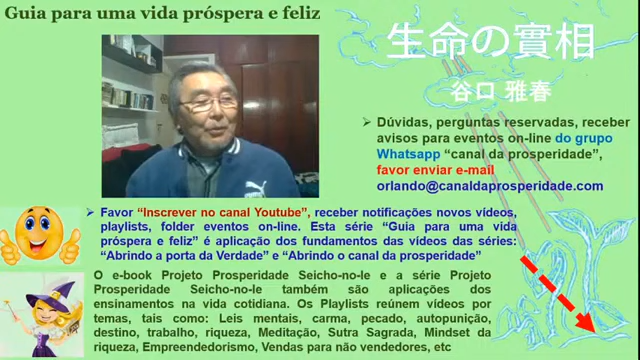 Guia para uma vida próspera e feliz
生命の實相
谷口 雅春
➢ Dúvidas, perguntas reservadas, receber
avisos para eventos on-line do grupo
Whatsapp “canal da prosperidade”,
favor enviar e-mail
orlando@canaldaprosperidade.com
➢ Favor “Inscrever no canal Youtube”, receber notificações novos vídeos,
playlists, folder eventos on-line. Esta série “Guia para uma vida
próspera e feliz” é aplicação dos fundamentos das vídeos das séries:
“Abrindo a porta da Verdade” e “Abrindo o canal da prosperidade”
O e-book Projeto Prosperidade Seicho-no-Ie e a série Projeto
Prosperidade Seicho-no-Ie também são aplicações dos
ensinamentos na vida cotidiana. Os Playlists reúnem vídeos por
temas, tais como: Leis mentais, carma, pecado, autopunição,
destino, trabalho, riqueza, Meditação, Sutra Sagrada, Mindset da
riqueza, Empreendedorismo, Vendas para não vendedores, etc